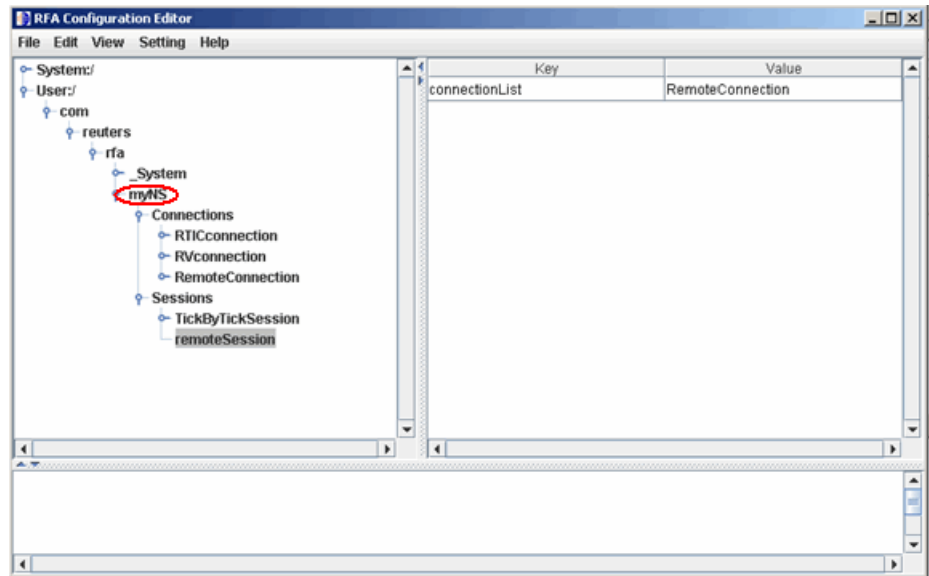 RFA Configuration Editor
File Edit View Setting Help
System:/
User:/
com
reuters
rfa
_System
myNS
Connections
RTICconnection
RVconnection
RemoteConnection
Sessions
TickByTickSession
remoteSession
Key Value
connectionList RemoteConnection